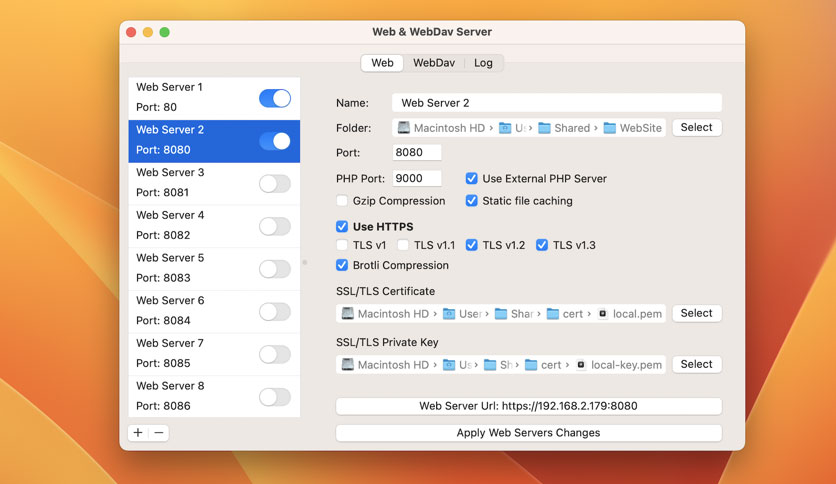 Web & WebDav Server
Web WebDav Log
Web Server 1
Port: 80
Web Server 2
Port: 8080
Web Server 3
Port: 8081
Web Server 4
Port: 8082
Web Server 5
Port: 8083
Web Server 6
Port: 8084
Web Server 7
Port: 8085
Web Server 8
Port: 8086
+ −
Name: Web Server 2
Folder: Macintosh HD › U › Shared › WebSite Select
Port: 8080
PHP Port: 9000 Use External PHP Server
Gzip Compression Static file caching
Use HTTPS
TLS v1 TLS v1.1 TLS v1.2 TLS v1.3
Brotli Compression
SSL/TLS Certificate
Macintosh HD › User › Shar › cert › local.pem Select
SSL/TLS Private Key
Macintosh HD › Us › Sh › cert › local-key.pem Select
Web Server Url: https://192.168.2.179:8080
Apply Web Servers Changes